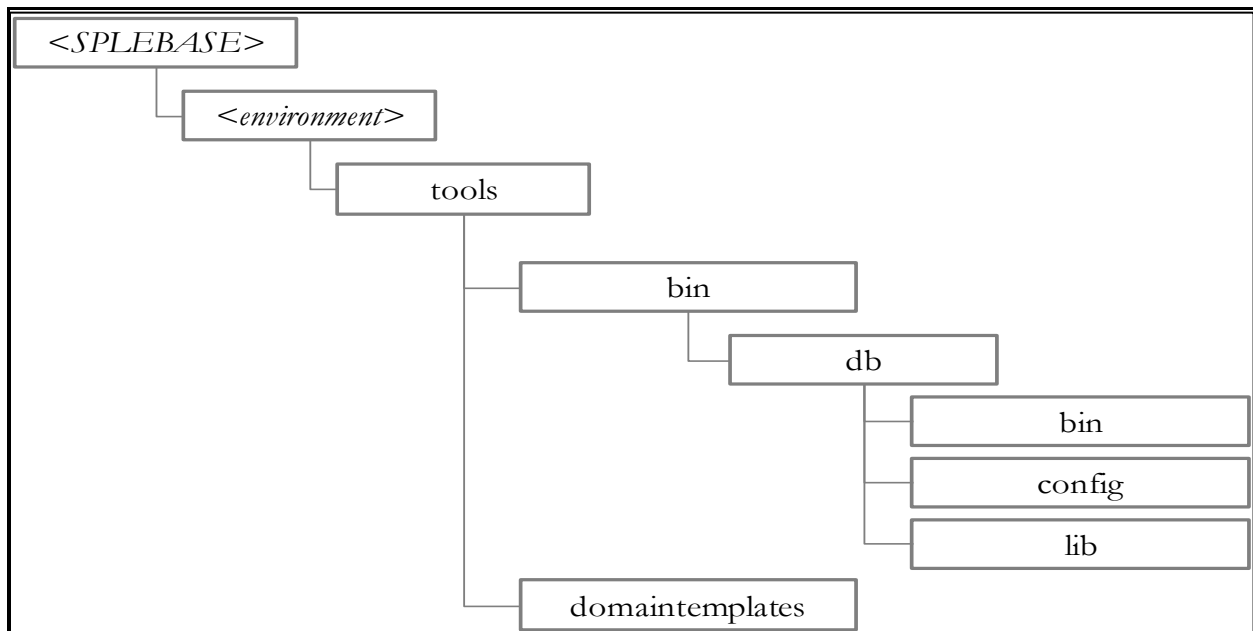 <SPLEBASE>
<environment>
tools
bin
db
bin
config
lib
domaintemplates